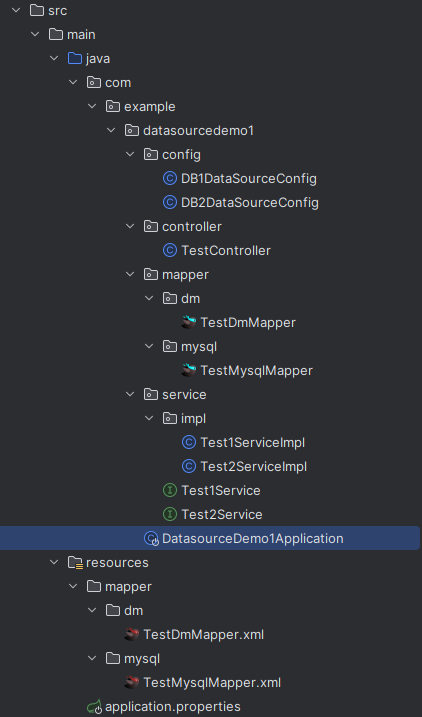 src
main
java
com
example
datasourcedemo1
config
DB1DataSourceConfig
DB2DataSourceConfig
controller
TestController
mapper
dm
TestDmMapper
mysql
TestMysqlMapper
service
impl
Test1ServiceImpl
Test2ServiceImpl
Test1Service
Test2Service
DatasourceDemo1Application
resources
mapper
dm
TestDmMapper.xml
mysql
TestMysqlMapper.xml
application.properties